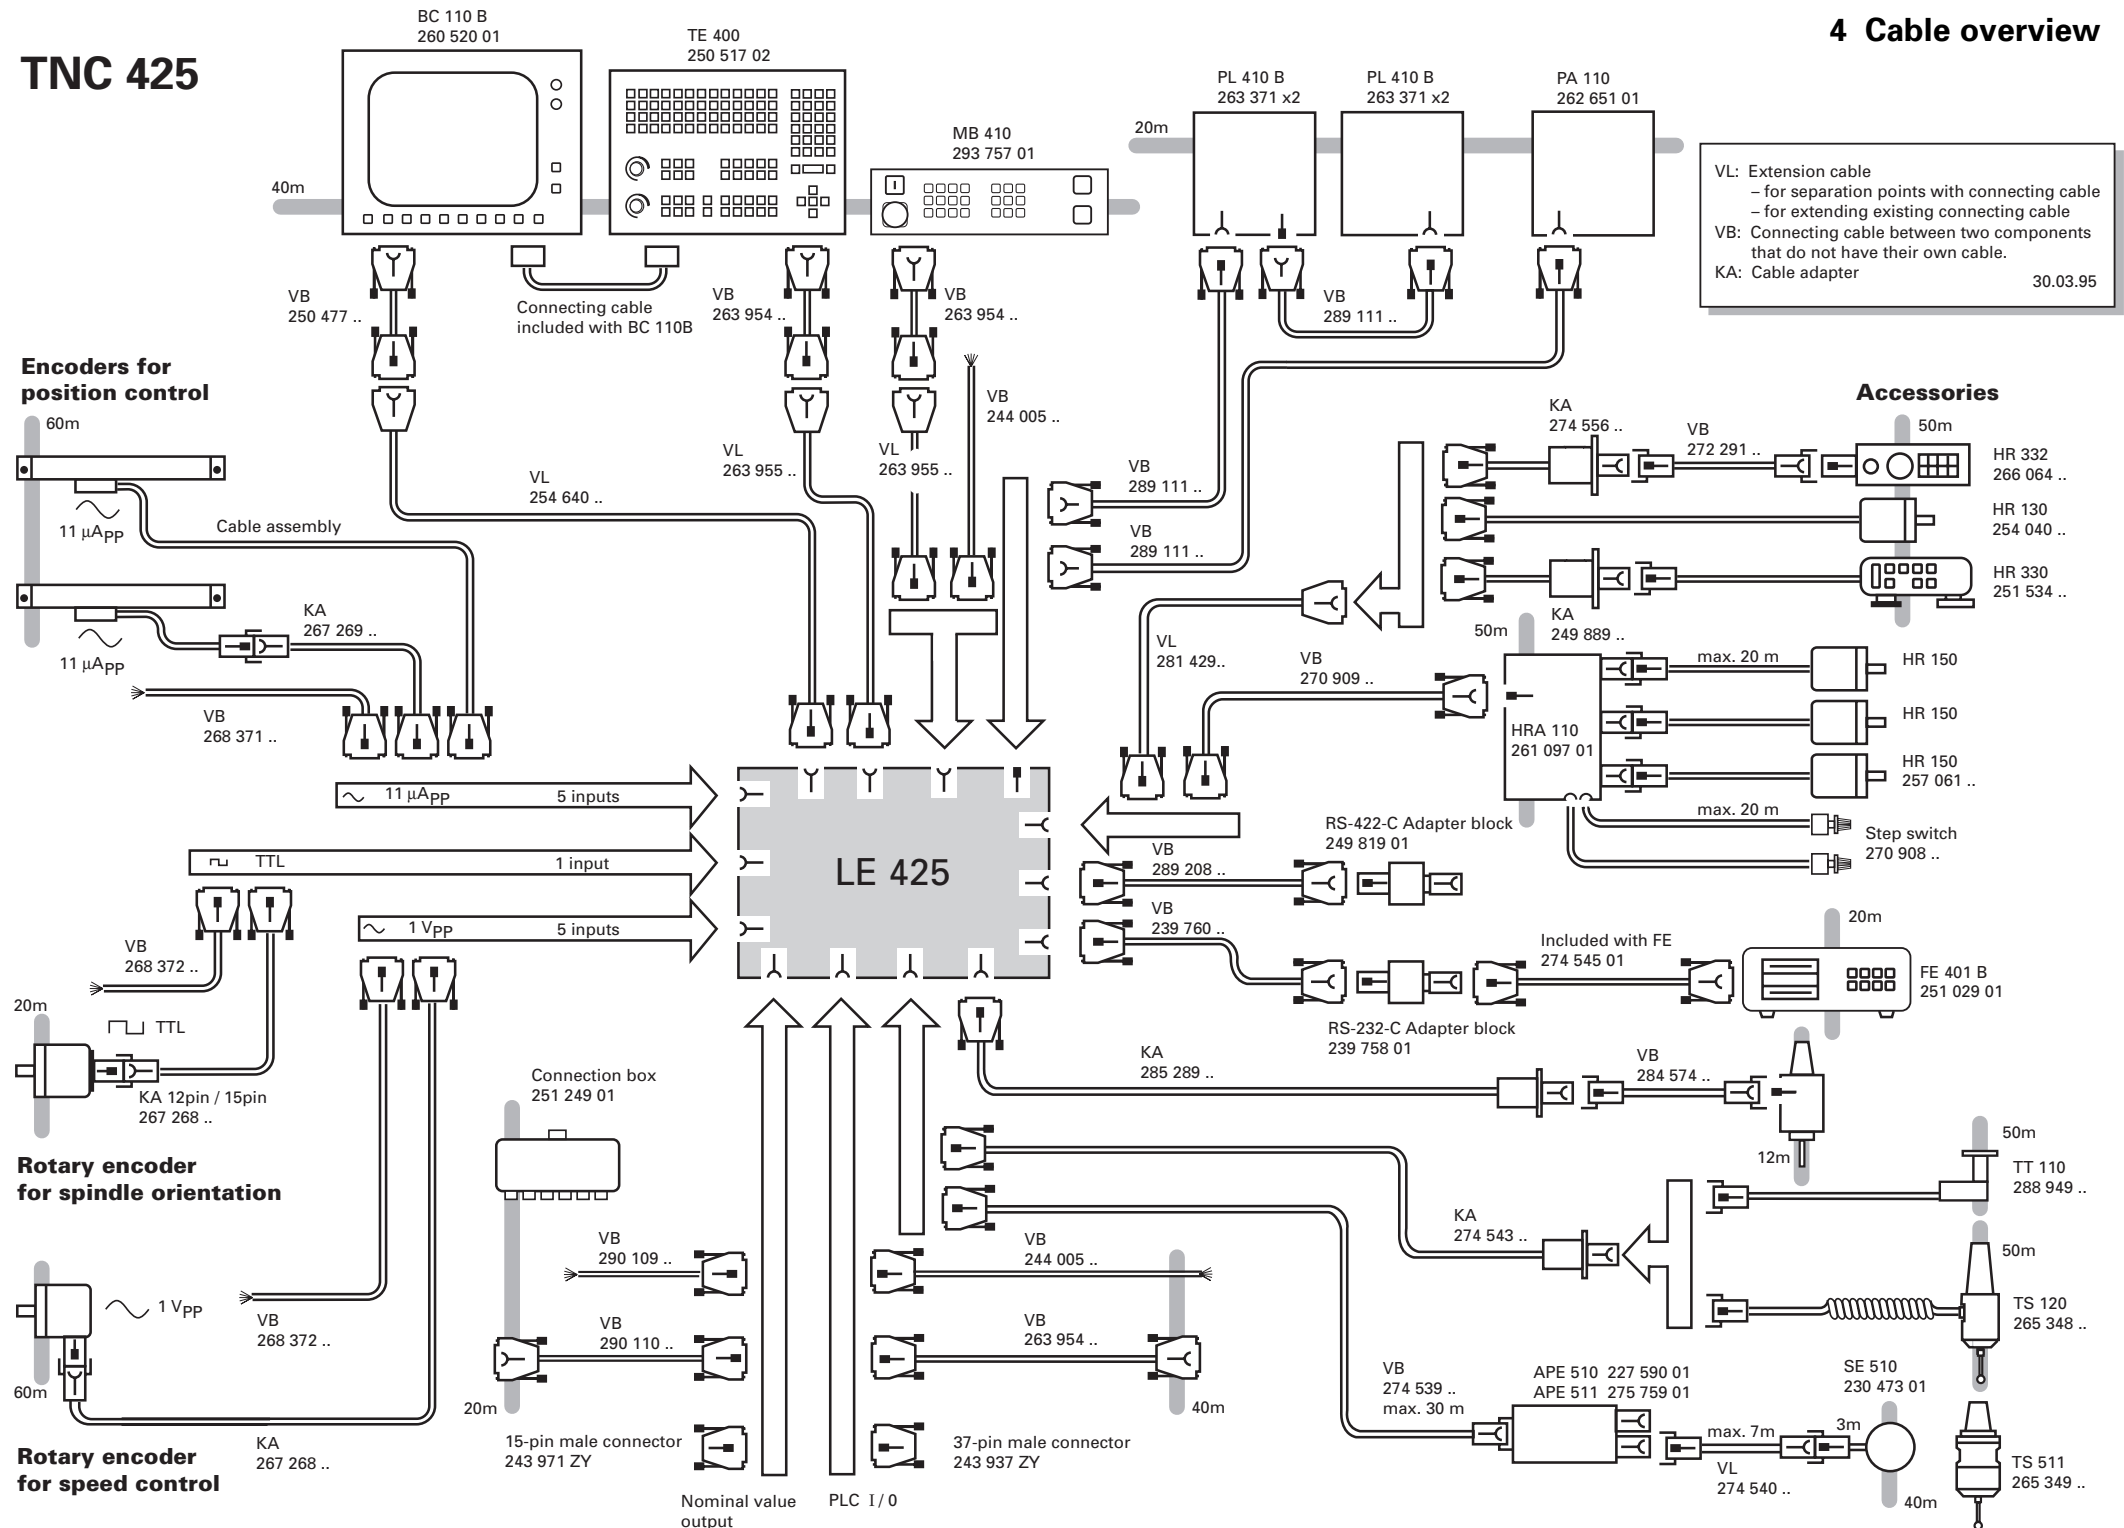 4 Cable overview
TNC 425
BC 110 B
260 520 01
TE 400
250 517 02
MB 410
293 757 01
40m
20m
PL 410 B
263 371 x2
PL 410 B
263 371 x2
PA 110
262 651 01
VL: Extension cable
– for separation points with connecting cable
– for extending existing connecting cable
VB: Connecting cable between two components
that do not have their own cable.
KA: Cable adapter
30.03.95
VB
250 477 ..
Connecting cable
included with BC 110B
VB
263 954 ..
VB
263 954 ..
VB
289 111 ..
VB
244 005 ..
VL
254 640 ..
VL
263 955 ..
VL
263 955 ..
VB
289 111 ..
VB
289 111 ..
Encoders for
position control
60m
11 µAPP
Cable assembly
11 µAPP
KA
267 269 ..
VB
268 371 ..
Accessories
KA
274 556 ..
VB
272 291 ..
50m
HR 332
266 064 ..
HR 130
254 040 ..
HR 330
251 534 ..
KA
249 889 ..
VL
281 429..
VB
270 909 ..
50m
HRA 110
261 097 01
max. 20 m
HR 150
HR 150
HR 150
257 061 ..
max. 20 m
Step switch
270 908 ..
11 µAPP 5 inputs
TTL 1 input
1 VPP 5 inputs
LE 425
RS-422-C Adapter block
249 819 01
VB
289 208 ..
VB
239 760 ..
RS-232-C Adapter block
239 758 01
Included with FE
274 545 01
20m
FE 401 B
251 029 01
VB
268 372 ..
20m
TTL
KA 12pin / 15pin
267 268 ..
Rotary encoder
for spindle orientation
1 VPP
VB
268 372 ..
60m
KA
267 268 ..
Rotary encoder
for speed control
Connection box
251 249 01
VB
290 109 ..
VB
290 110 ..
20m
15-pin male connector
243 971 ZY
Nominal value
output
PLC I / 0
VB
244 005 ..
VB
263 954 ..
40m
37-pin male connector
243 937 ZY
KA
285 289 ..
VB
284 574 ..
12m
KA
274 543 ..
50m
TT 110
288 949 ..
50m
TS 120
265 348 ..
VB
274 539 ..
max. 30 m
APE 510 227 590 01
APE 511 275 759 01
SE 510
230 473 01
max. 7m
3m
VL
274 540 ..
40m
TS 511
265 349 ..